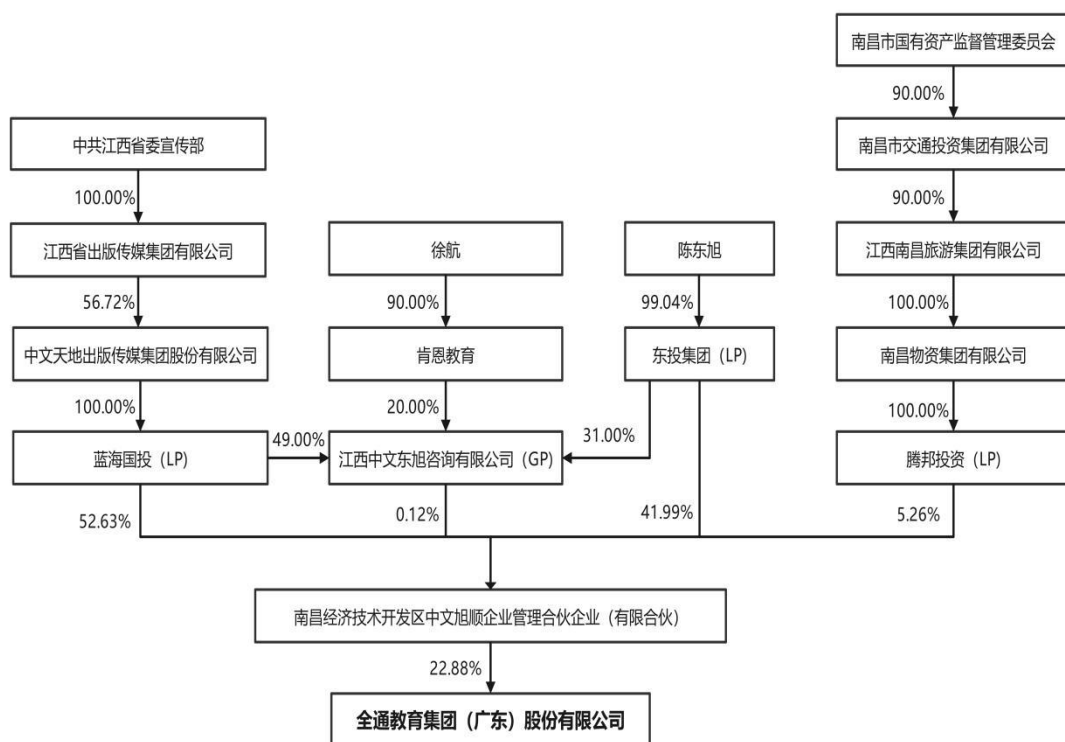 南昌市国有资产监督管理委员会
90.00%
中共江西省委宣传部
南昌市交通投资集团有限公司
100.00%
90.00%
江西省出版传媒集团有限公司
徐航
陈东旭
江西南昌旅游集团有限公司
56.72%
90.00%
99.04%
100.00%
中文天地出版传媒集团股份有限公司
肯恩教育
东投集团（LP）
南昌物资集团有限公司
100.00%
20.00%
31.00%
100.00%
蓝海国投（LP）
49.00%
江西中文东旭咨询有限公司（GP）
腾邦投资（LP）
52.63%
0.12%
41.99%
5.26%
南昌经济技术开发区中文旭顺企业管理合伙企业（有限合伙）
22.88%
全通教育集团（广东）股份有限公司